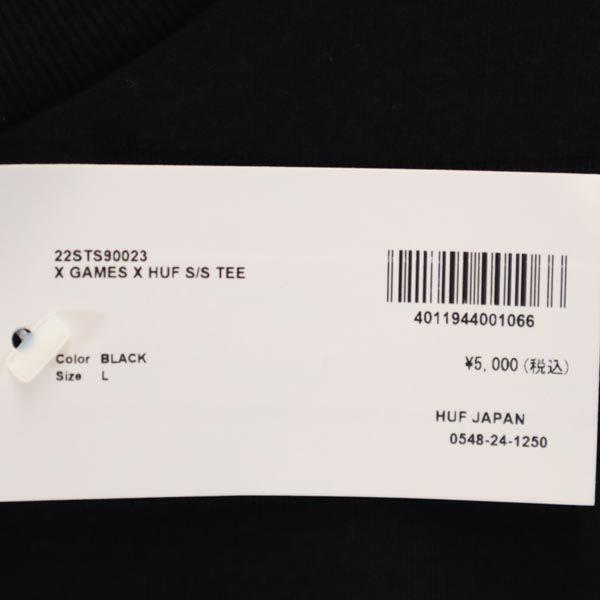 22STS90023
X GAMES X HUF S/S TEE
4011944001066
Color BLACK
Size L
¥5,000(税込)
HUF JAPAN
0548-24-1250